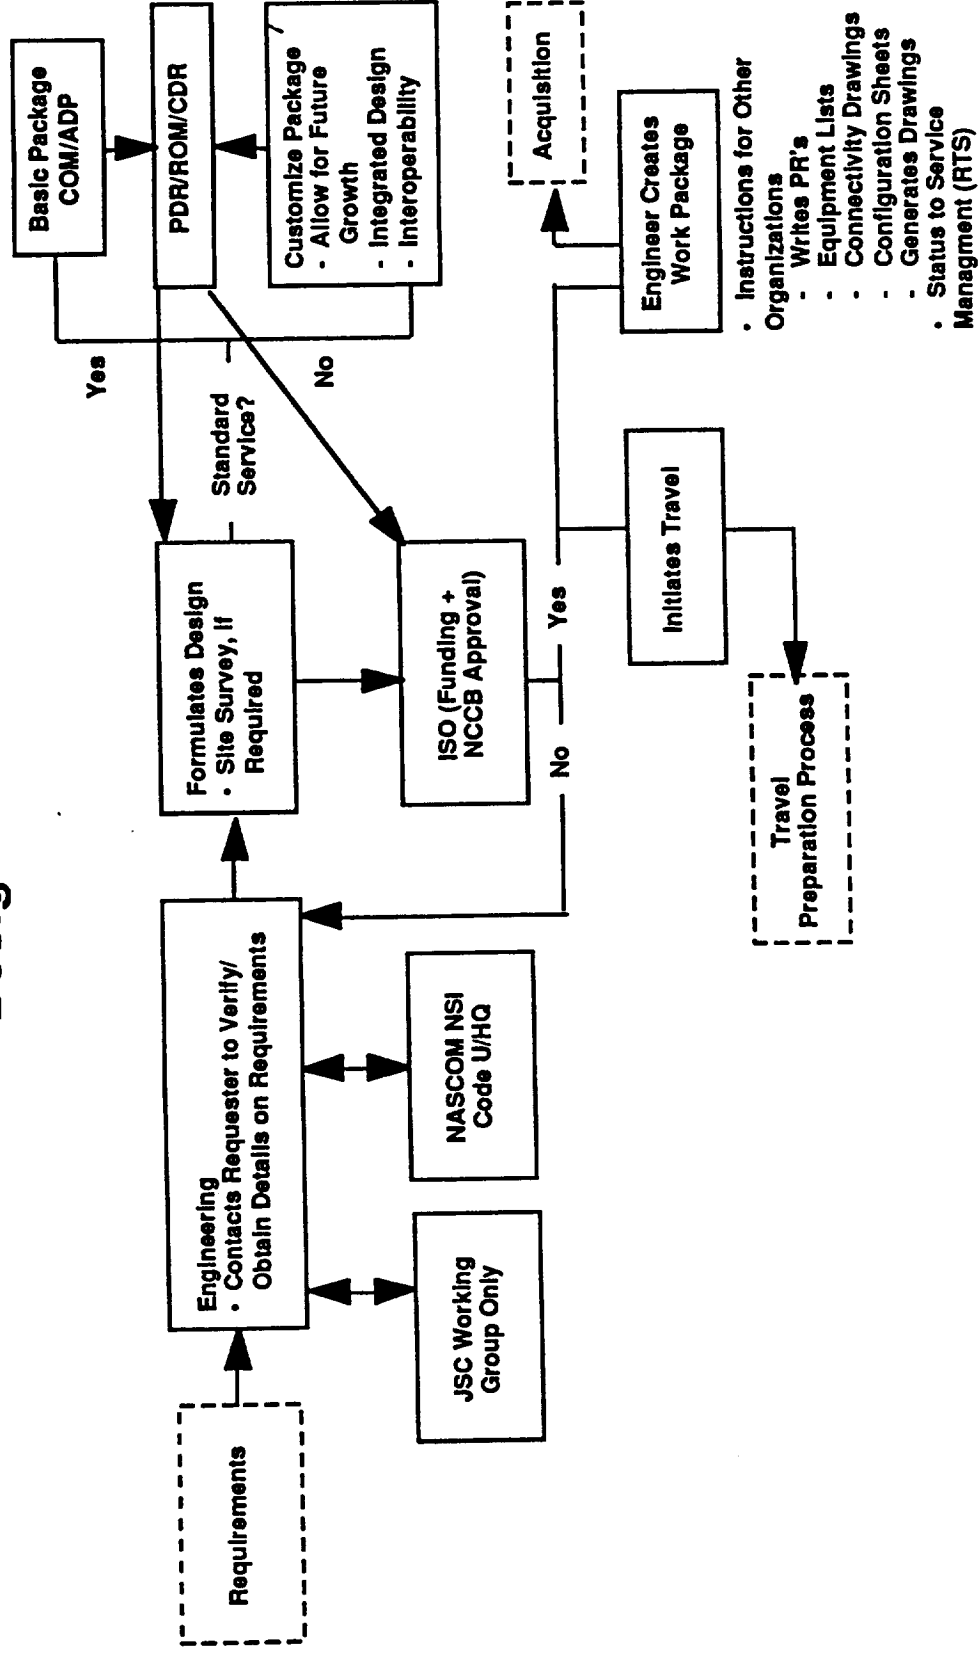 Requirements
Engineering
• Contacts Requester to Verify/
Obtain Details on Requirements
JSC Working
Group Only
NASCOM NSI
Code U/HQ
Formulates Design
• Site Survey, If
Required
ISO (Funding +
NCCB Approval)
No
Yes
Standard
Service?
Yes
No
Basic Package
COM/ADP
PDR/ROM/CDR
Customize Package
- Allow for Future
Growth
- Integrated Design
- Interoperability
Initiates Travel
Travel
Preparation Process
Acquisition
Engineer Creates
Work Package
• Instructions for Other
Organizations
- Writes PR's
- Equipment Lists
- Connectivity Drawings
- Configuration Sheets
- Generates Drawings
• Status to Service
Managment (RTS)